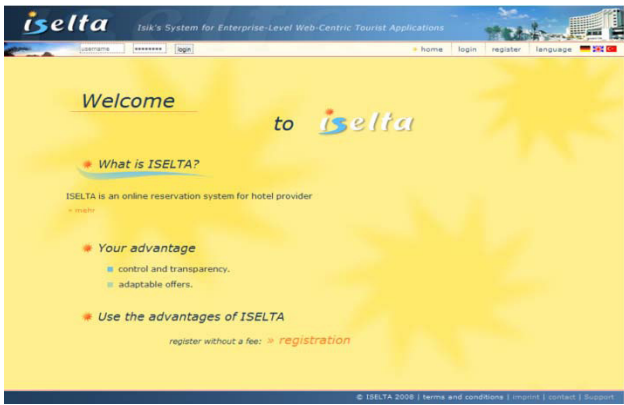 iselta
Isik's System for Enterprise-Level Web-Centric Tourist Applications
username ******** login
home login register language
Welcome
to iselta
What is ISELTA?
ISELTA is an online reservation system for hotel provider
» mehr
Your advantage
control and transparency.
adaptable offers.
Use the advantages of ISELTA
register without a fee: » registration
© ISELTA 2008 | terms and conditions | imprint | contact | Support